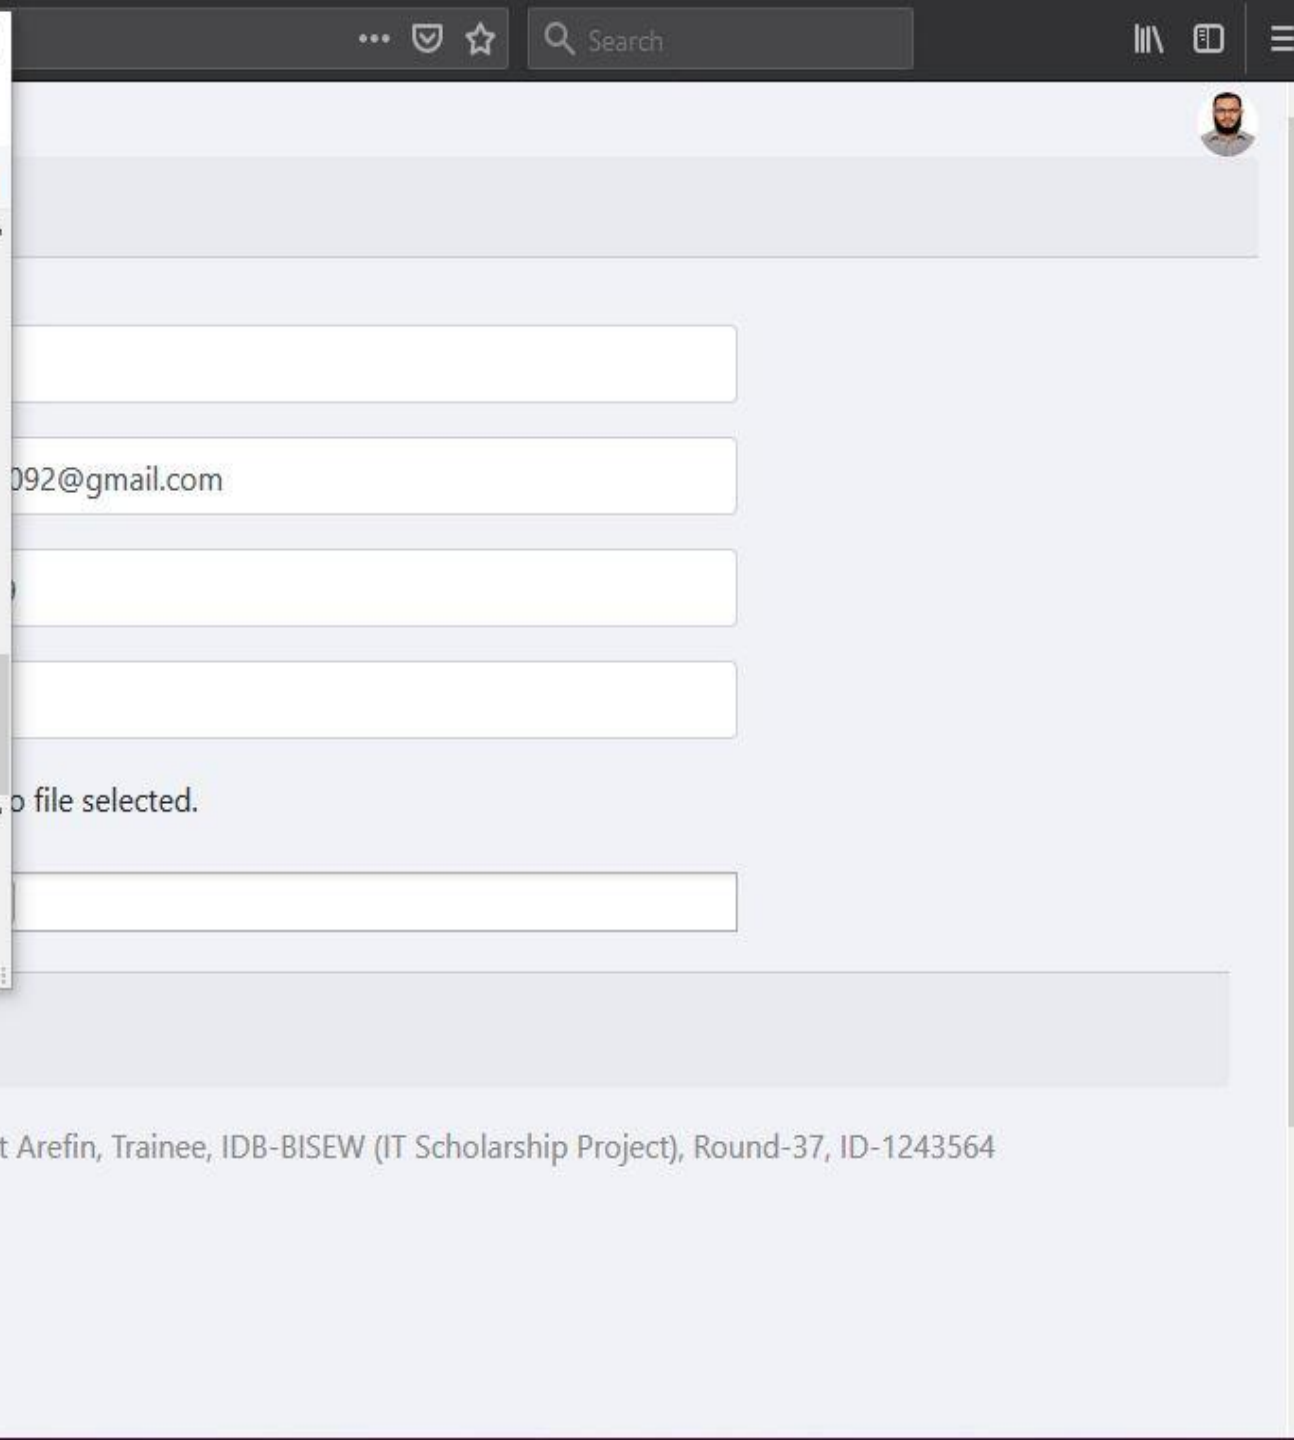 Search
092@gmail.com
file selected.
Arefin, Trainee, IDB-BISEW (IT Scholarship Project), Round-37, ID-1243564